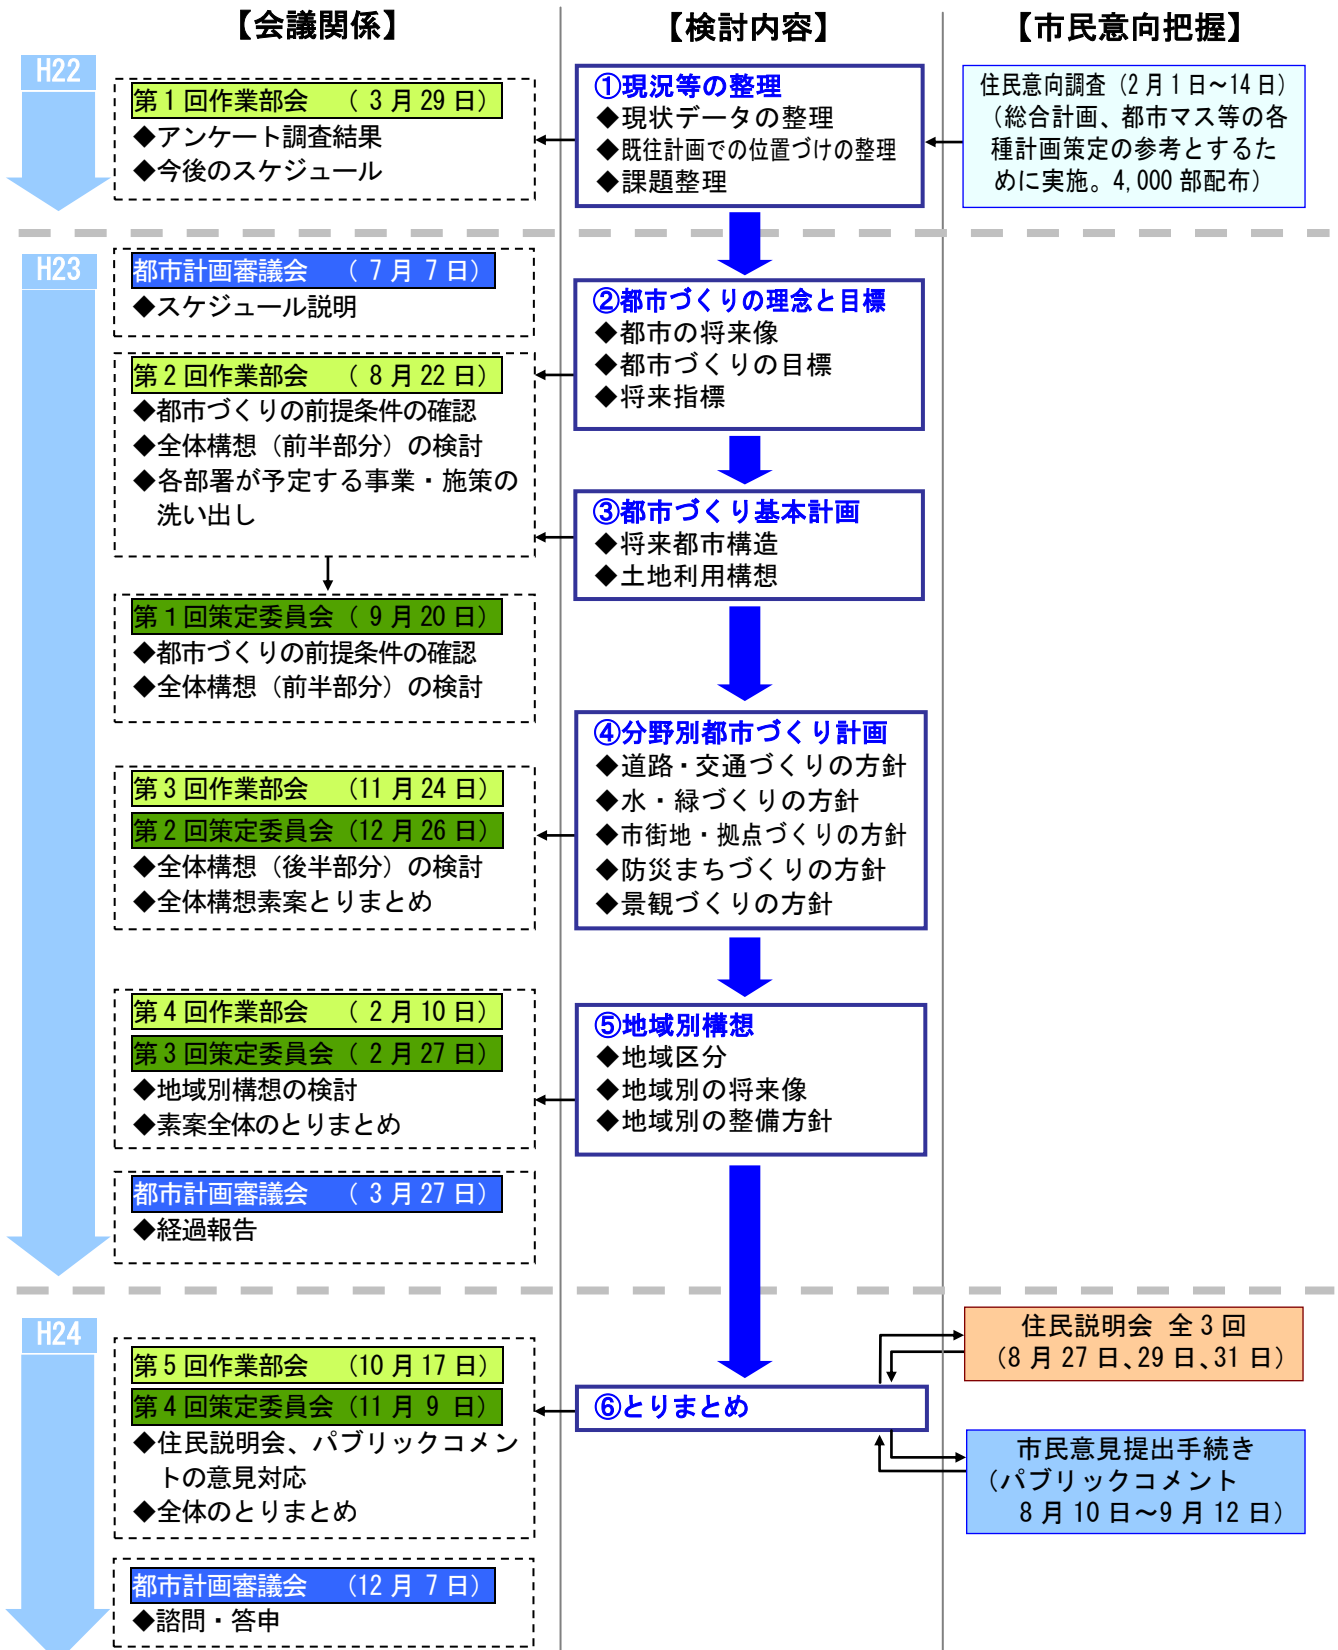 【会議関係】
【検討内容】
【市民意向把握】
H22
第1回作業部会 （ 3月29日）
◆アンケート調査結果
◆今後のスケジュール
①現況等の整理
◆現状データの整理
◆既往計画での位置づけの整理
◆課題整理
住民意向調査（2月1日～14日）
（総合計画、都市マス等の各
種計画策定の参考とするた
めに実施。4,000部配布）
H23
都市計画審議会 （ 7月 7日）
◆スケジュール説明
第2回作業部会 （ 8月22日）
◆都市づくりの前提条件の確認
◆全体構想（前半部分）の検討
◆各部署が予定する事業・施策の
洗い出し
②都市づくりの理念と目標
◆都市の将来像
◆都市づくりの目標
◆将来指標
③都市づくり基本計画
◆将来都市構造
◆土地利用構想
第１回策定委員会（ 9月20日）
◆都市づくりの前提条件の確認
◆全体構想（前半部分）の検討
④分野別都市づくり計画
◆道路・交通づくりの方針
◆水・緑づくりの方針
◆市街地・拠点づくりの方針
◆防災まちづくりの方針
◆景観づくりの方針
第3回作業部会 （11月24日）
第2回策定委員会（12月26日）
◆全体構想（後半部分）の検討
◆全体構想素案とりまとめ
第4回作業部会 （ 2月10日）
第3回策定委員会（ 2月27日）
◆地域別構想の検討
◆素案全体のとりまとめ
⑤地域別構想
◆地域区分
◆地域別の将来像
◆地域別の整備方針
都市計画審議会 （ 3月27日）
◆経過報告
H24
第5回作業部会 （10月17日）
第4回策定委員会（11月 9 日）
◆住民説明会、パブリックコメン
トの意見対応
◆全体のとりまとめ
⑥とりまとめ
住民説明会 全3回
（8月27日、29日、31日）
市民意見提出手続き
（パブリックコメント
8月10日～9月12日）
都市計画審議会 （12月 7日）
◆諮問・答申